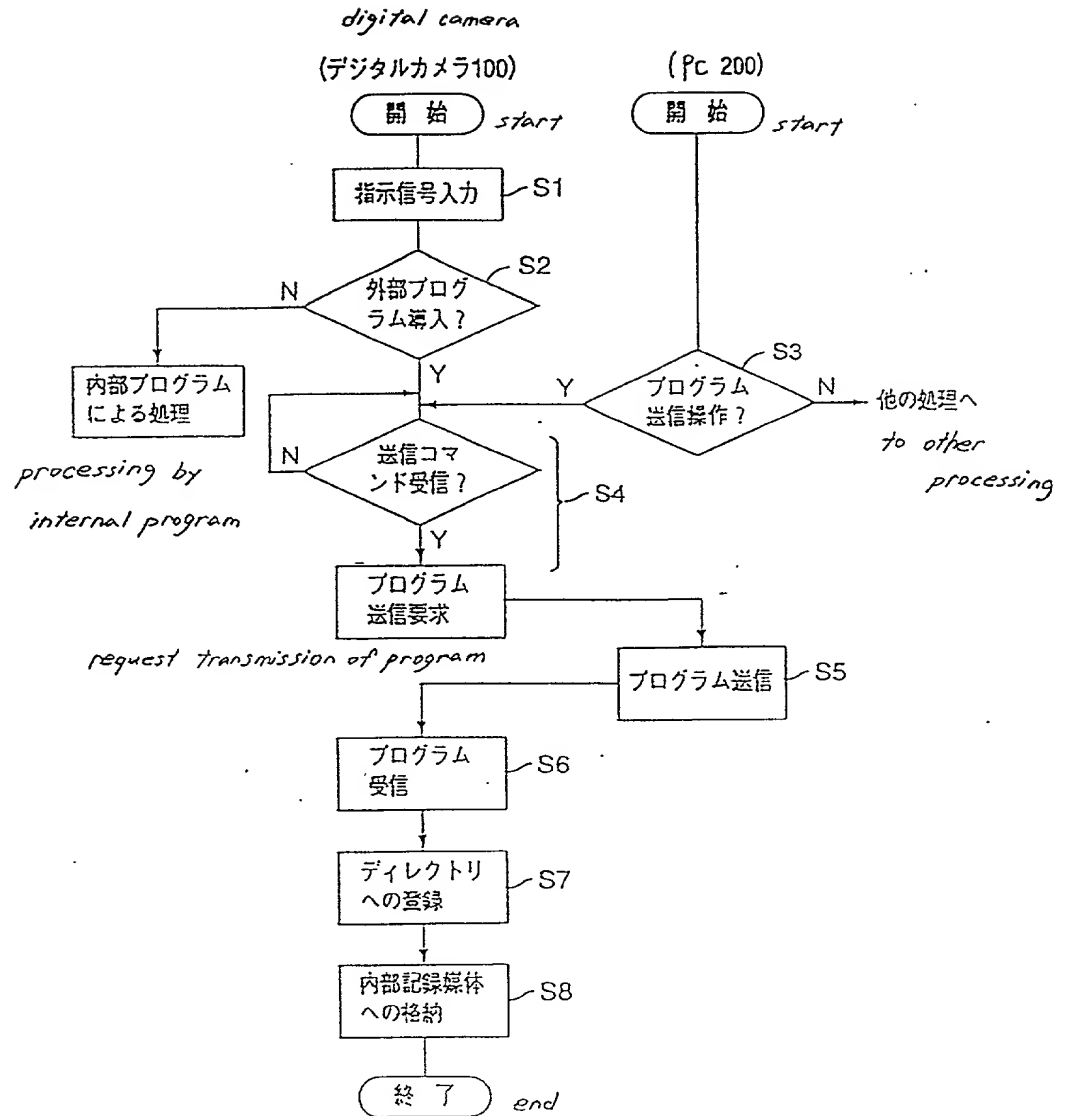 digital camera
(デジタルカメラ100)
(PC 200)
開 始
start
開 始
start
指示信号入力
S1
S2
外部プログ
ラム導入?
N
Y
内部プログラム
による処理
processing by
internal program
S3
プログラム
送信操作?
Y
N
他の処理へ
to other
processing
送信コマ
ンド受信?
N
Y
S4
プログラム
送信要求
request transmission of program
プログラム送信
S5
プログラム
受信
S6
ディレクトリ
への登録
S7
内部記録媒体
への格納
S8
終 了
end